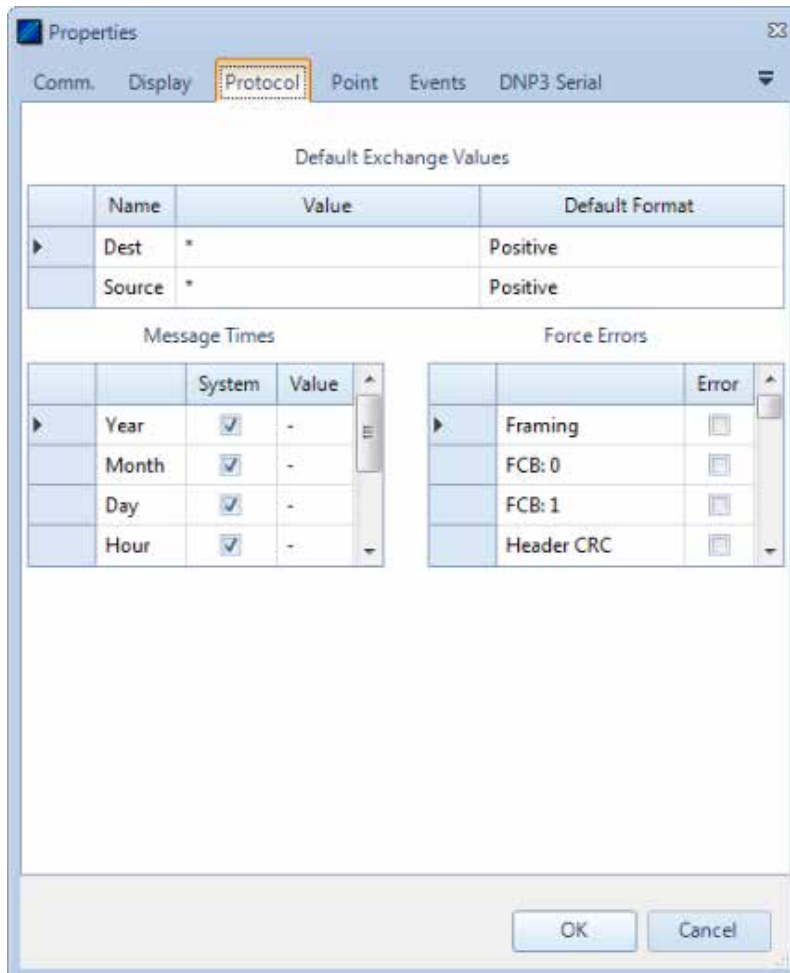 Properties
Comm. Display Protocol Point Events DNP3 Serial
Default Exchange Values
Name Value Default Format
Dest * Positive
Source * Positive
Message Times Force Errors
System Value Error
Year - Framing
Month - FCB: 0
Day - FCB: 1
Hour - Header CRC
OK Cancel